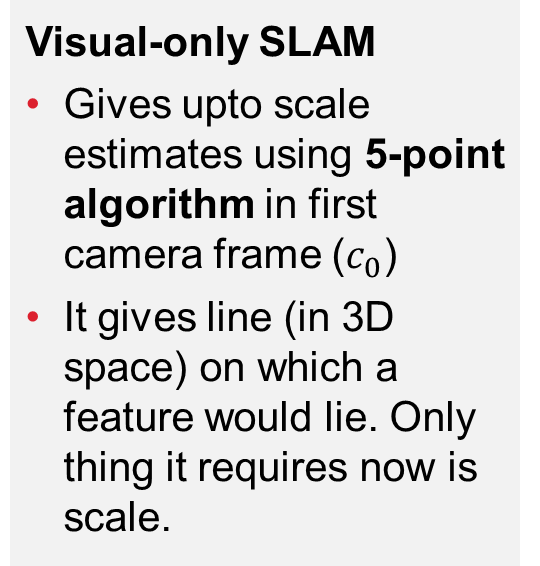 Visual-only SLAM
• Gives upto scale
estimates using 5-point
algorithm in first
camera frame (c₀)
• It gives line (in 3D
space) on which a
feature would lie. Only
thing it requires now is
scale.